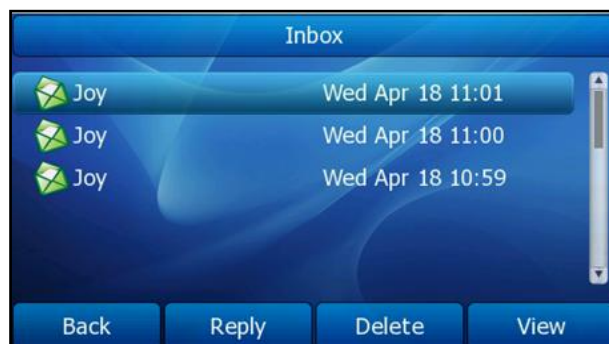 Inbox
Joy Wed Apr 18 11:01
Joy Wed Apr 18 11:00
Joy Wed Apr 18 10:59
Back Reply Delete View